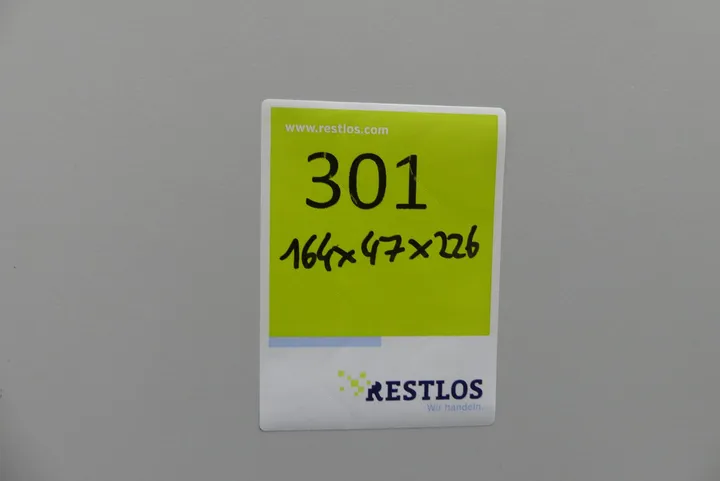 www.restlos.com
301
164x47x226
RESTLOS
Wir handeln.